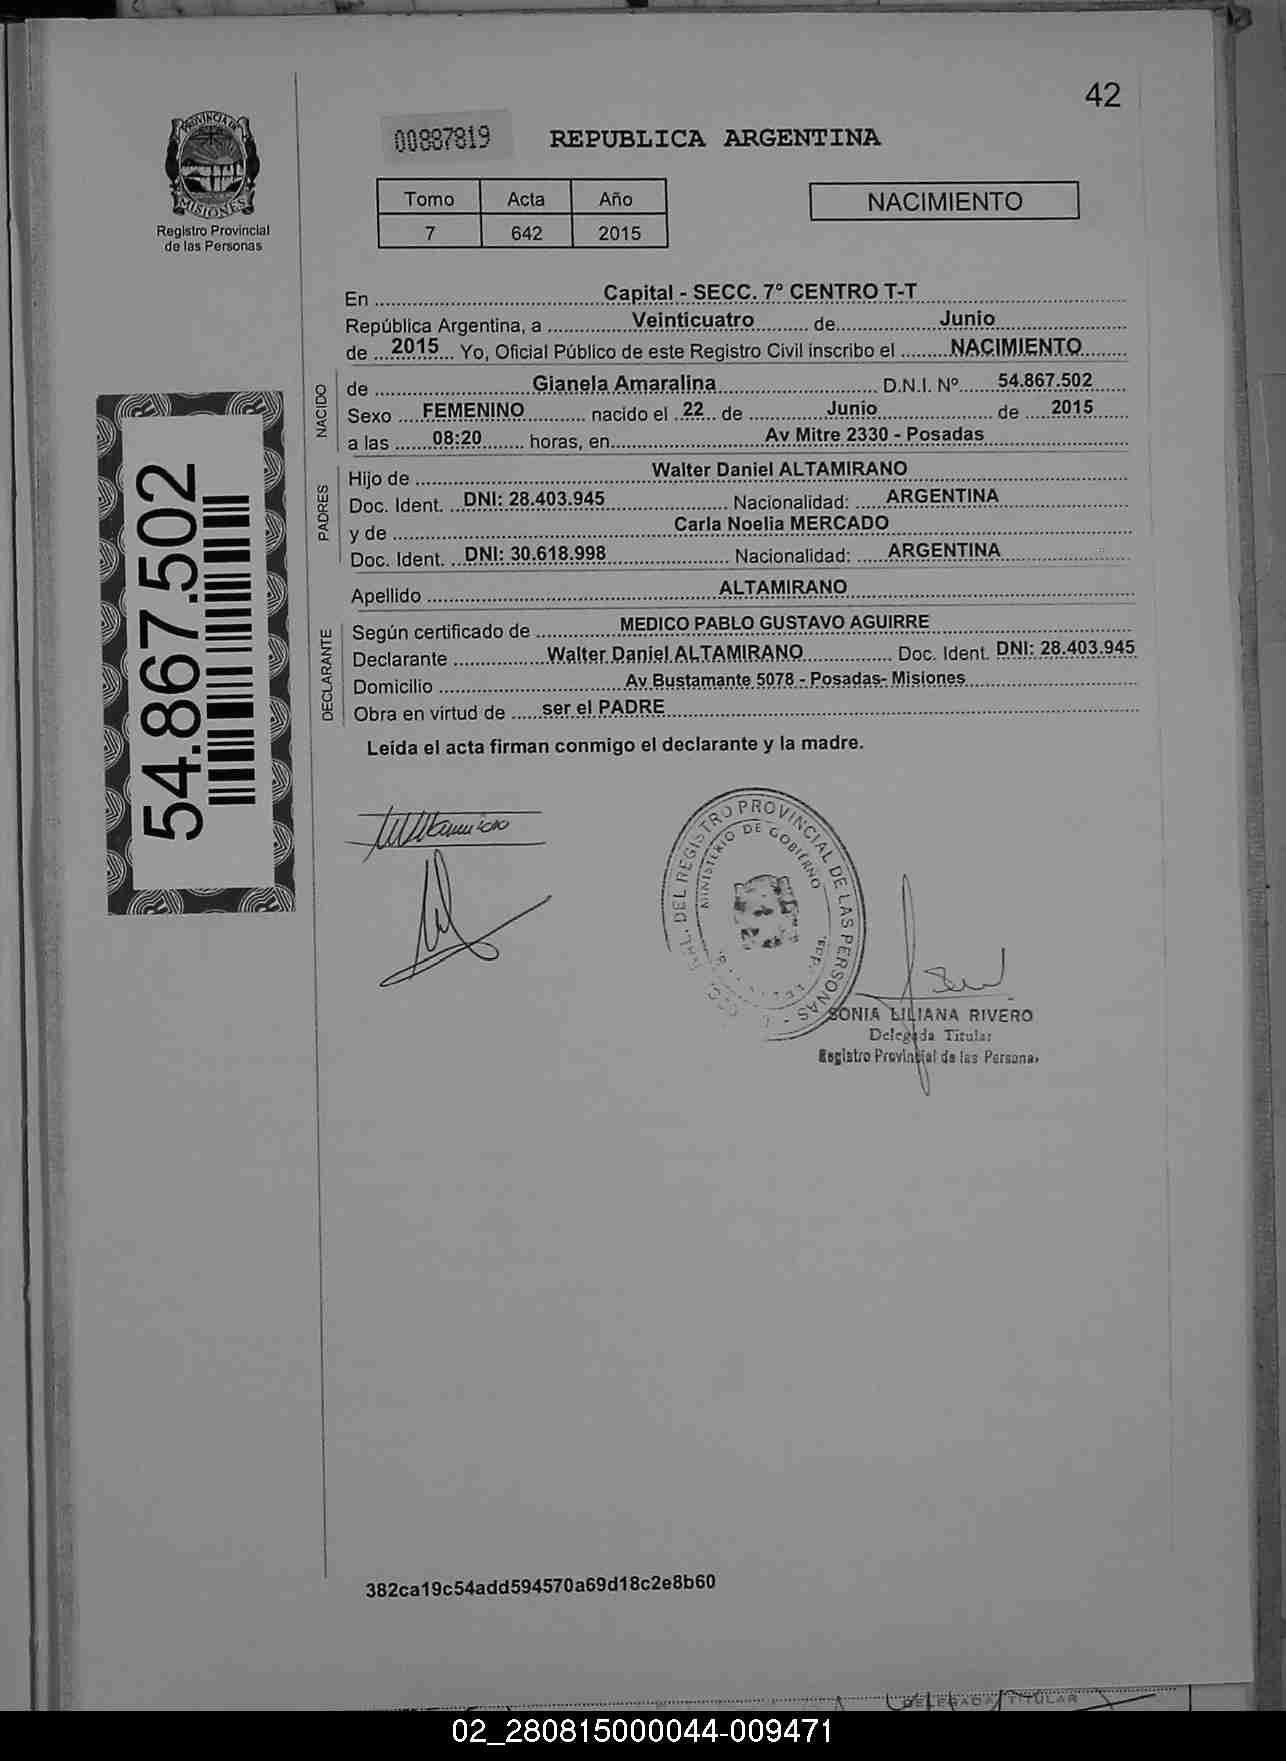 42
PROVINCIA DE
MISIONES
Registro Provincial
de las Personas
00887819
REPUBLICA ARGENTINA
Tomo Acta Año
7 642 2015
NACIMIENTO
En Capital - SECC. 7° CENTRO T-T
República Argentina, a Veinticuatro de Junio
de 2015 Yo, Oficial Público de este Registro Civil inscribo el NACIMIENTO
NACIDO
de Gianela Amaralina D.N.I. Nº 54.867.502
Sexo FEMENINO nacido el 22 de Junio de 2015
a las 08:20 horas, en Av Mitre 2330 - Posadas
PADRES
Hijo de Walter Daniel ALTAMIRANO
Doc. Ident. DNI: 28.403.945 Nacionalidad: ARGENTINA
y de Carla Noelia MERCADO
Doc. Ident. DNI: 30.618.998 Nacionalidad: ARGENTINA
Apellido ALTAMIRANO
DECLARANTE
Según certificado de MEDICO PABLO GUSTAVO AGUIRRE
Declarante Walter Daniel ALTAMIRANO Doc. Ident. DNI: 28.403.945
Domicilio Av Bustamante 5078 - Posadas- Misiones
Obra en virtud de ser el PADRE
Leida el acta firman conmigo el declarante y la madre.
54.867.502
DEL REGISTRO PROVINCIAL DE LAS PERSONAS
MINISTERIO DE GOBIERNO
SONIA LILIANA RIVERO
Delegada Titular
Registro Provincial de las Personas
382ca19c54add594570a69d18c2e8b60
DELEGADA TITULAR
02_280815000044-009471